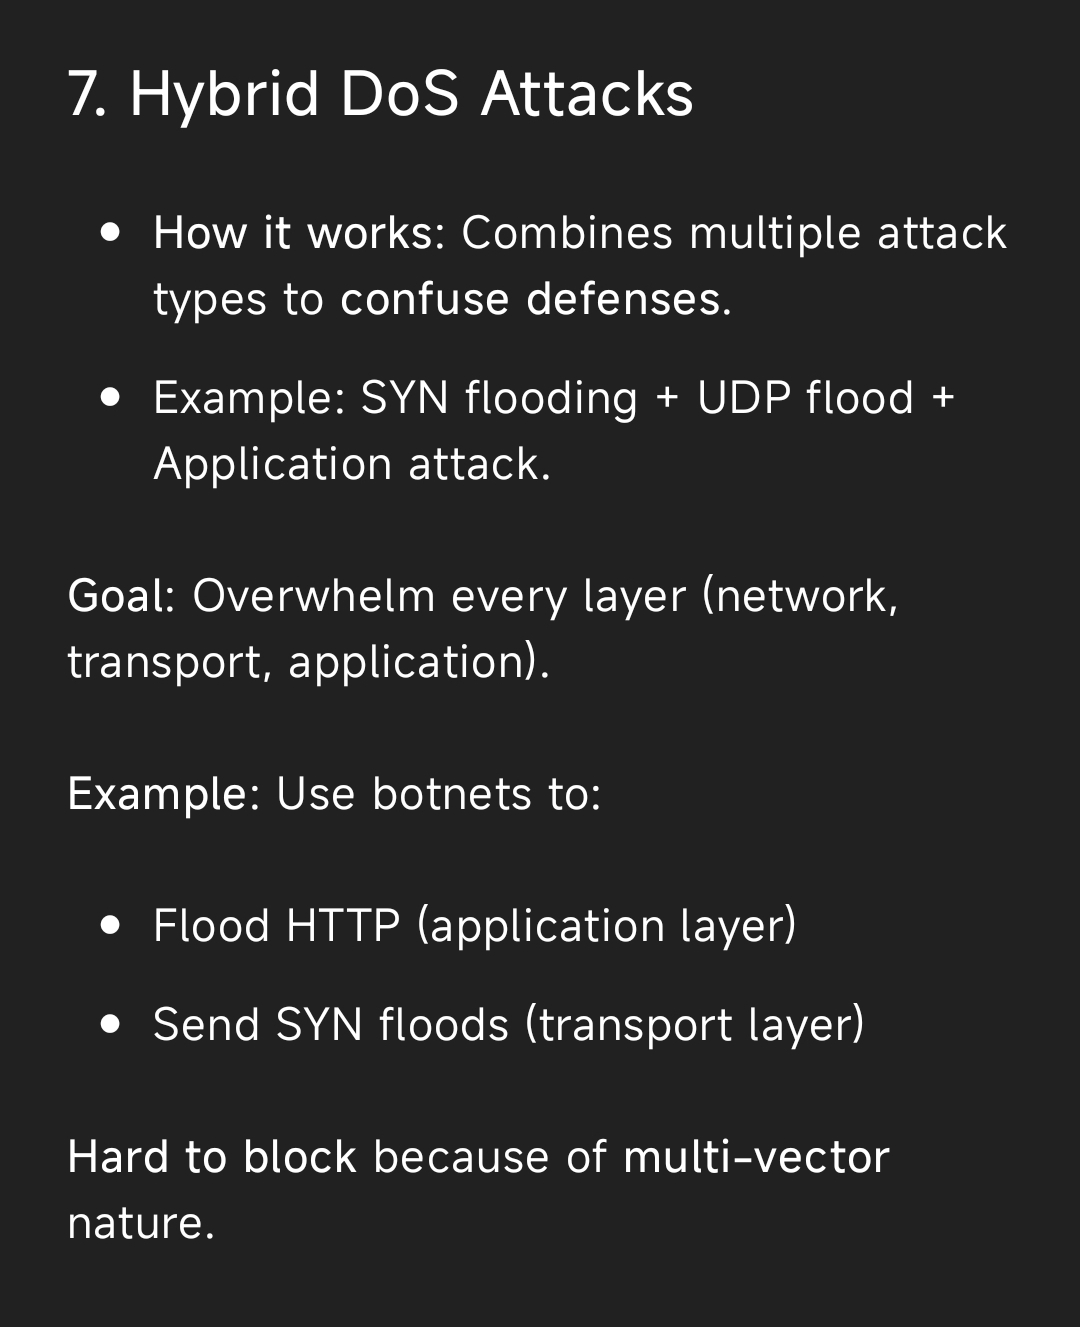 7. Hybrid DoS Attacks
• How it works: Combines multiple attack
types to confuse defenses.
• Example: SYN flooding + UDP flood +
Application attack.
Goal: Overwhelm every layer (network,
transport, application).
Example: Use botnets to:
• Flood HTTP (application layer)
• Send SYN floods (transport layer)
Hard to block because of multi-vector
nature.